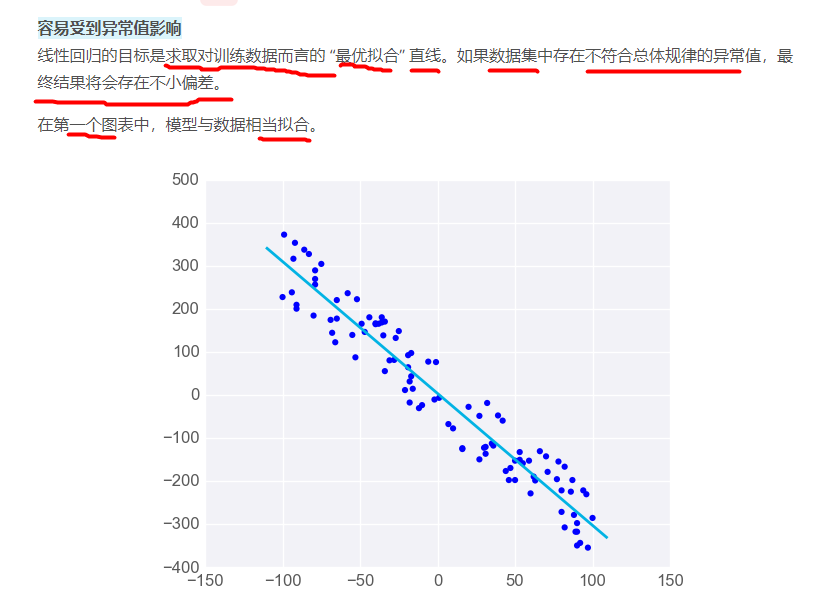 容易受到异常值影响
线性回归的目标是求取对训练数据而言的 “最优拟合” 直线。如果数据集中存在不符合总体规律的异常值，最
终结果将会存在不小偏差。
在第一个图表中，模型与数据相当拟合。
500
400
300
200
100
0
−100
−200
−300
−400
−150 −100 −50 0 50 100 150